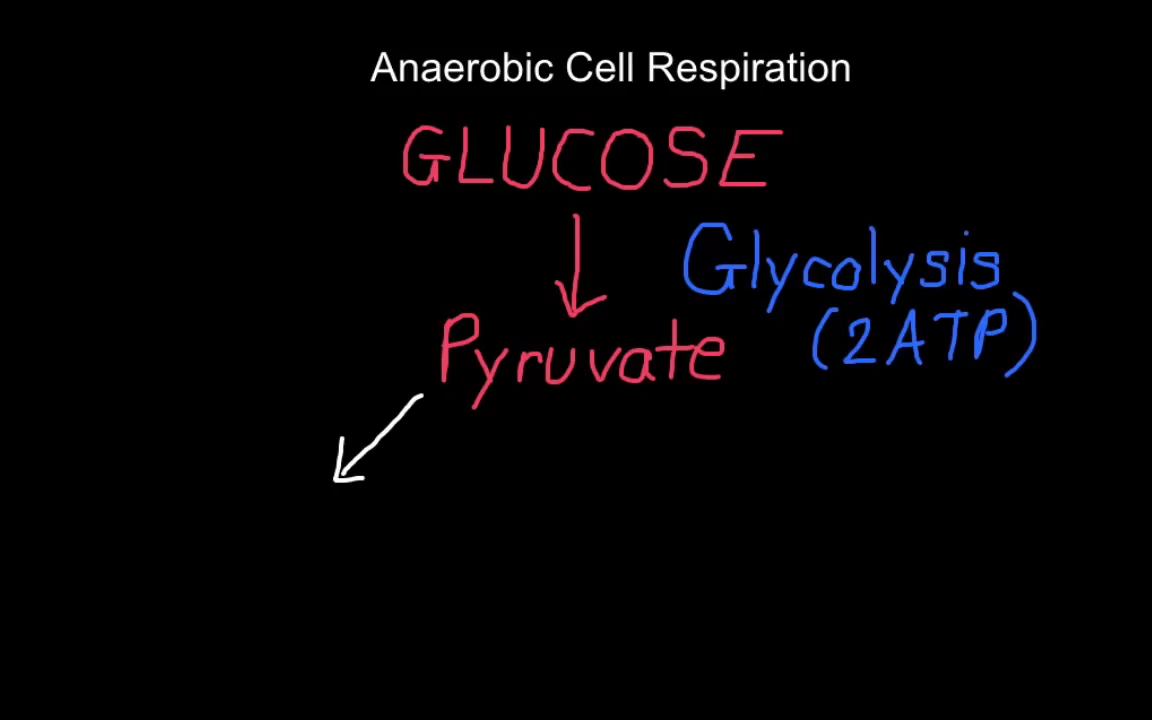 Anaerobic Cell Respiration
GLUCOSE
Glycolysis
(2ATP)
Pyruvate